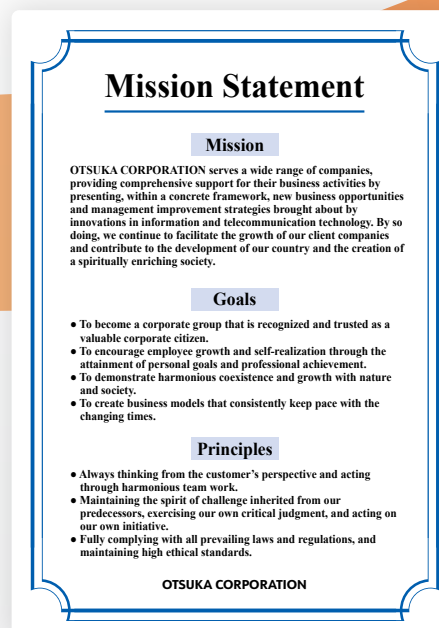 Mission Statement
Mission
OTSUKA CORPORATION serves a wide range of companies,
providing comprehensive support for their business activities by
presenting, within a concrete framework, new business opportunities
and management improvement strategies brought about by
innovations in information and telecommunication technology. By so
doing, we continue to facilitate the growth of our client companies
and contribute to the development of our country and the creation of
a spiritually enriching society.
Goals
● To become a corporate group that is recognized and trusted as a
valuable corporate citizen.
● To encourage employee growth and self-realization through the
attainment of personal goals and professional achievement.
● To demonstrate harmonious coexistence and growth with nature
and society.
● To create business models that consistently keep pace with the
changing times.
Principles
● Always thinking from the customer's perspective and acting
through harmonious team work.
● Maintaining the spirit of challenge inherited from our
predecessors, exercising our own critical judgment, and acting on
our own initiative.
● Fully complying with all prevailing laws and regulations, and
maintaining high ethical standards.
OTSUKA CORPORATION